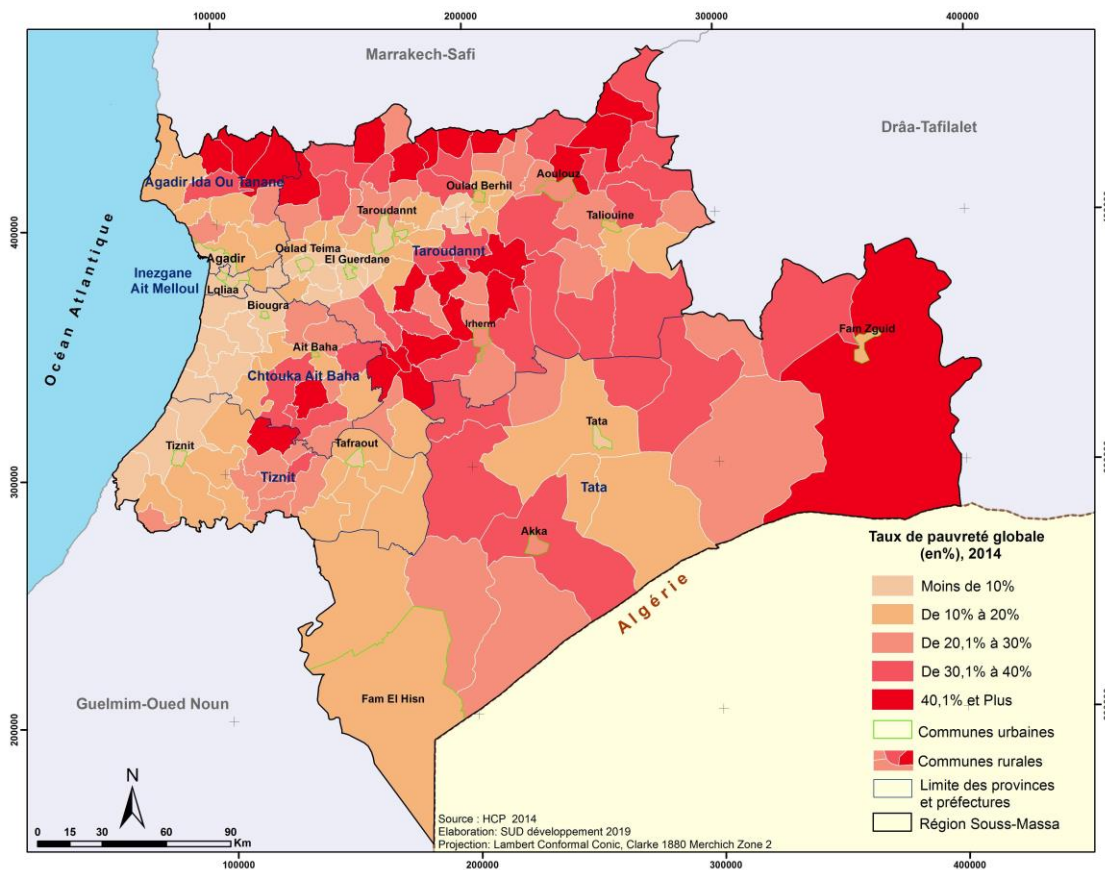 100000
200000
300000
400000
Marrakech-Safi
Drâa-Tafilalet
Oulad Berhil
Aoulouz
Agadir Ida Ou Tanane
Taroudannt
Taliouine
400000
Océan Atlantique
Oulad Teima
Taroudannt
Agadir
El Guerdane
Inezgane
Ait Melloul
Lqliaa
Biougra
Irherm
Fam Zguid
Ait Baha
Chtouka Ait Baha
Tata
Tiznit
Tafraout
300000
Tiznit
Tata
Akka
Algérie
Fam El Hisn
Guelmim-Oued Noun
200000
Taux de pauvreté globale
(en%), 2014
Moins de 10%
De 10% à 20%
De 20,1% à 30%
De 30,1% à 40%
40,1% et Plus
Communes urbaines
Communes rurales
Limite des provinces
et préfectures
Région Souss-Massa
N
0 15 30 60 90
Km
Source : HCP 2014
Elaboration: SUD développement 2019
Projection: Lambert Conformal Conic, Clarke 1880 Merchich Zone 2
100000
200000
300000
400000